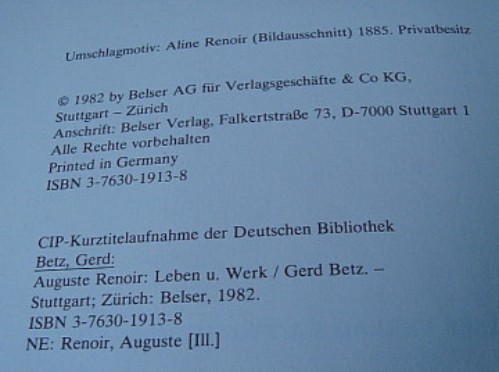 Umschlagmotiv: Aline Renoir (Bildausschnitt) 1885. Privatbesitz
© 1982 by Belser AG für Verlagsgeschäfte & Co KG,
Stuttgart – Zürich
Anschrift: Belser Verlag, Falkertstraße 73, D-7000 Stuttgart 1
Alle Rechte vorbehalten
Printed in Germany
ISBN 3-7630-1913-8
CIP-Kurztitelaufnahme der Deutschen Bibliothek
Betz, Gerd:
Auguste Renoir: Leben u. Werk / Gerd Betz. –
Stuttgart; Zürich: Belser, 1982.
ISBN 3-7630-1913-8
NE: Renoir, Auguste [Ill.]